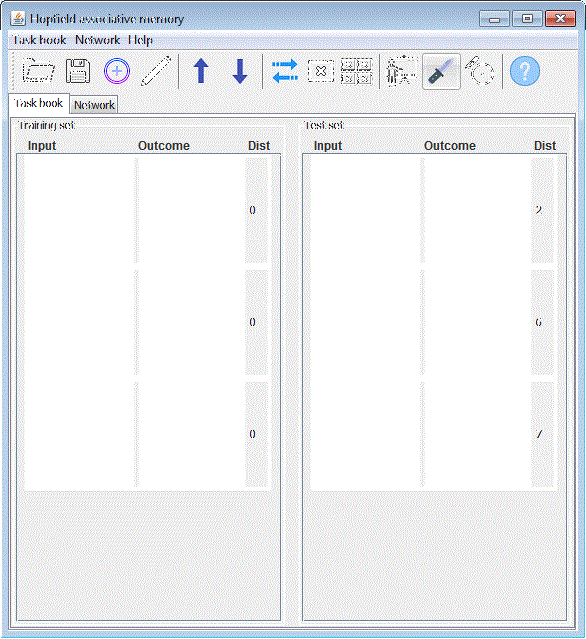 Hopfield associative memory
Task book Network Help
?
Task book Network
Training set: Test set:
Input Outcome Dist Input Outcome Dist
0 2
0 6
0 7